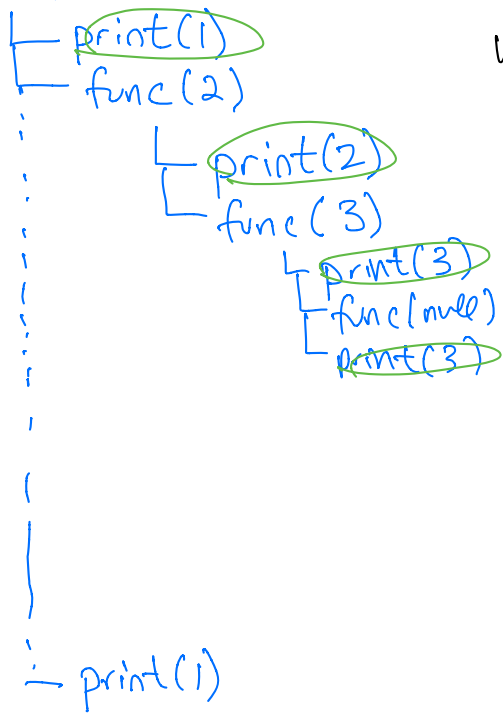 print(1)
func(2)
print(2)
func(3)
print(3)
func(null)
print(3)
print(1)